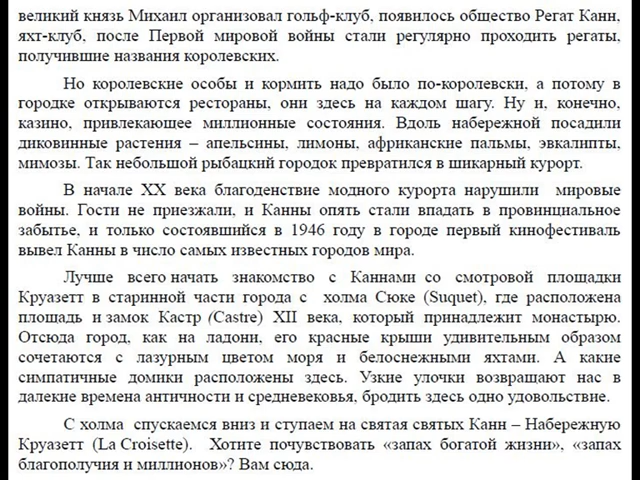 великий князь Михаил организовал гольф-клуб, появилось общество Регат Канн,
яхт-клуб, после Первой мировой войны стали регулярно проходить регаты,
получившие названия королевских.
Но королевские особы и кормить надо было по-королевски, а потому в
городке открываются рестораны, они здесь на каждом шагу. Ну и, конечно,
казино, привлекающее миллионные состояния. Вдоль набережной посадили
диковинные растения – апельсины, лимоны, африканские пальмы, эвкалипты,
мимозы. Так небольшой рыбацкий городок превратился в шикарный курорт.
В начале XX века благоденствие модного курорта нарушили мировые
войны. Гости не приезжали, и Канны опять стали впадать в провинциальное
забытье, и только состоявшийся в 1946 году в городе первый кинофестиваль
вывел Канны в число самых известных городов мира.
Лучше всего начать знакомство с Каннами со смотровой площадки
Круазетт в старинной части города с холма Сюке (Suquet), где расположена
площадь и замок Кастр (Castre) XII века, который принадлежит монастырю.
Отсюда город, как на ладони, его красные крыши удивительным образом
сочетаются с лазурным цветом моря и белоснежными яхтами. А какие
симпатичные домики расположены здесь. Узкие улочки возвращают нас в
далекие времена античности и средневековья, бродить здесь одно удовольствие.
С холма спускаемся вниз и ступаем на святая святых Канн – Набережную
Круазетт (La Croisette). Хотите почувствовать «запах богатой жизни», «запах
благополучия и миллионов»? Вам сюда.